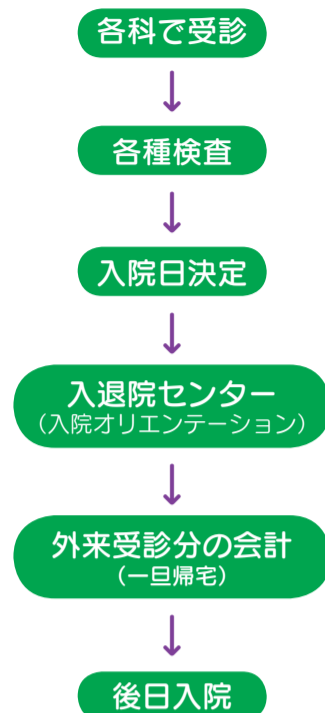 各科で受診
各種検査
入院日決定
入退院センター
（入院オリエンテーション）
外来受診分の会計
（一旦帰宅）
後日入院